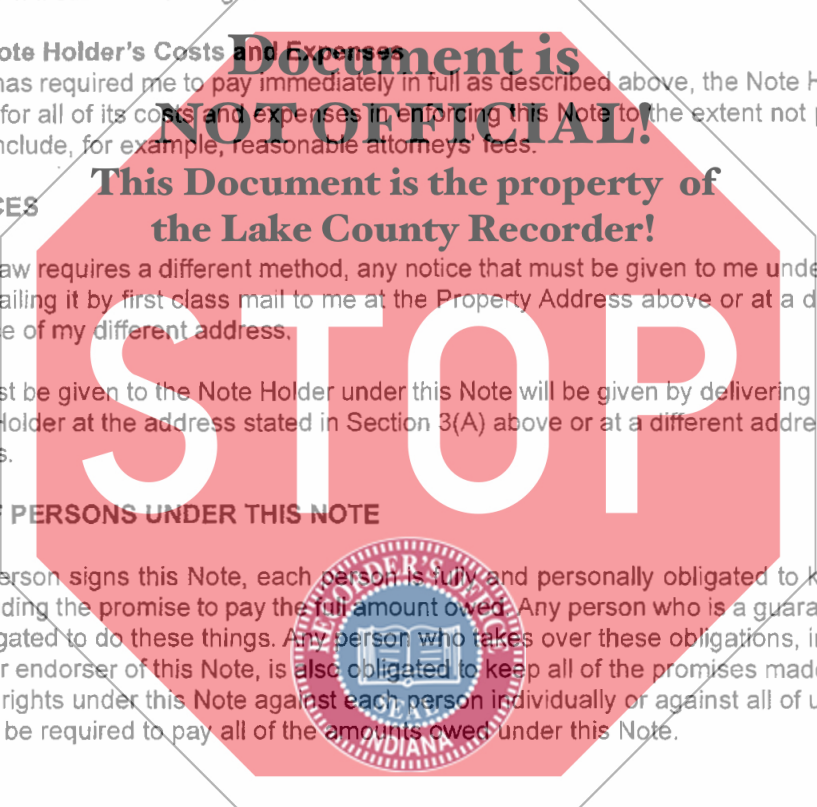 ote Holder's Costs and Expenses
Document is
has required me to pay immediately in full as described above, the Note H
for all of its costs and expenses in enforcing this Note to the extent not
NOT OFFICIAL!
nclude, for example, reasonable attorneys' fees.
This Document is the property of
CES
the Lake County Recorder!
aw requires a different method, any notice that must be given to me unde
ailing it by first class mail to me at the Property Address above or at a d
e of my different address.
STOP
st be given to the Note Holder under this Note will be given by delivering
Holder at the address stated in Section 3(A) above or at a different addre
s.
F PERSONS UNDER THIS NOTE
erson signs this Note, each person is fully and personally obligated to k
ding the promise to pay the full amount owed. Any person who is a guara
gated to do these things. Any person who takes over these obligations, in
r endorser of this Note, is also obligated to keep all of the promises made
rights under this Note against each person individually or against all of u
be required to pay all of the amounts owed under this Note.
RECORDER'S OFFICE
SEAL
INDIANA